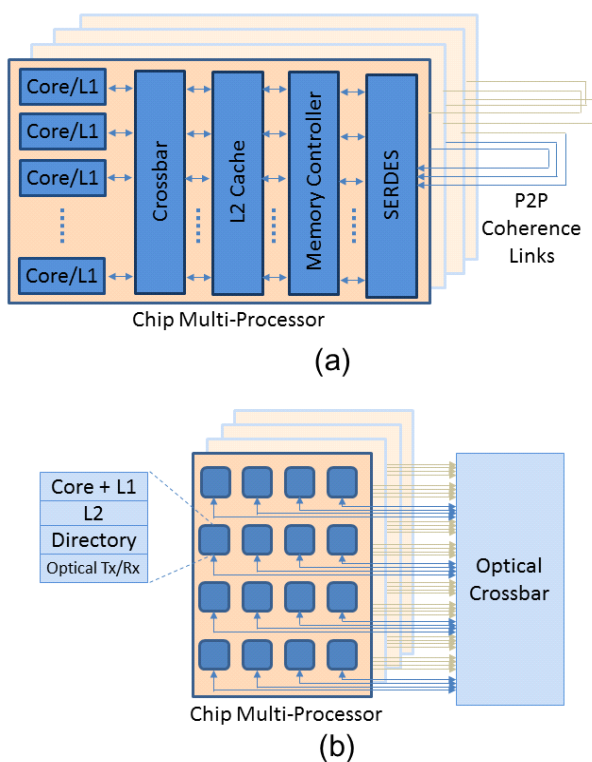 Core/L1
Core/L1
Core/L1
Core/L1
Crossbar
L2 Cache
Memory Controller
SERDES
P2P
Coherence
Links
Chip Multi-Processor
(a)
Core + L1
L2
Directory
Optical Tx/Rx
Optical
Crossbar
Chip Multi-Processor
(b)